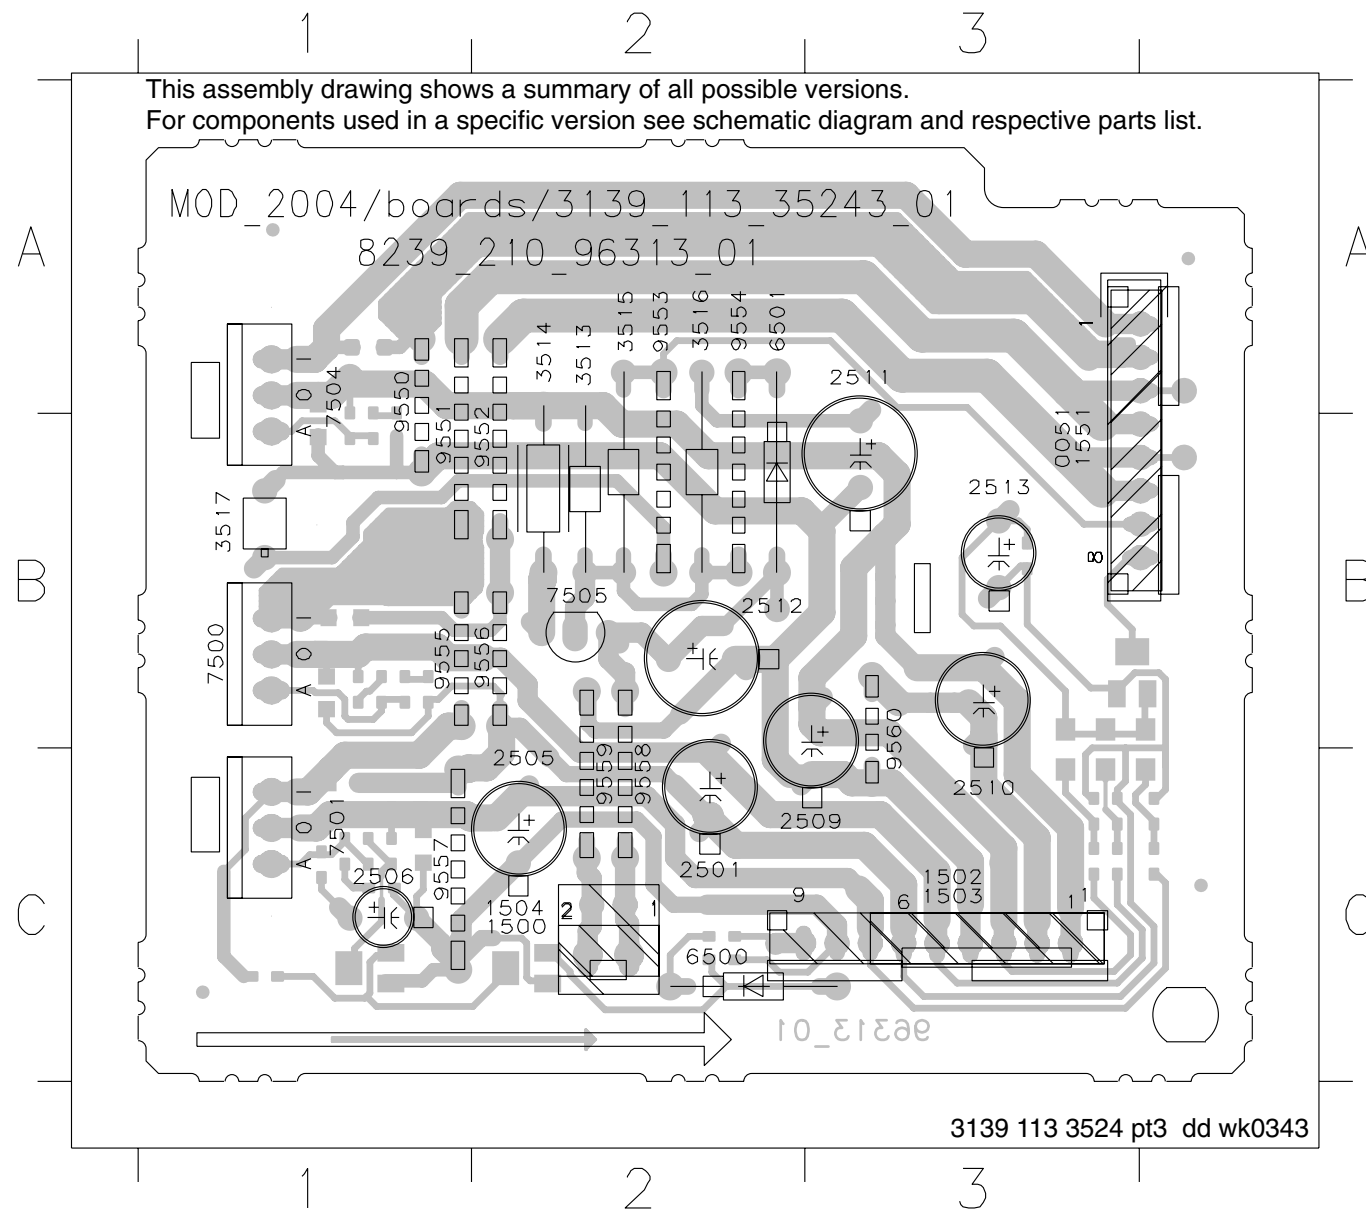 1 2 3
This assembly drawing shows a summary of all possible versions.
For components used in a specific version see schematic diagram and respective parts list.
MOD_2004/boards/3139_113_35243_01
A A
8239_210_96313_01
3514
3513
3515
9553
3516
9554
6501
2511
1
I
O
A
7504
9550
9551
9552
0051
1551
2513
3517
8
B B
7505
2512
7500
I
O
A
9555
9556
2505
9559
9558
9560
2510
2509
I
O
A
7501
2506
9557
2501
1504
1500
2 1
9
1502
6 1503 1 1
C C
6500
96313_01
3139 113 3524 pt3 dd wk0343
1 2 3